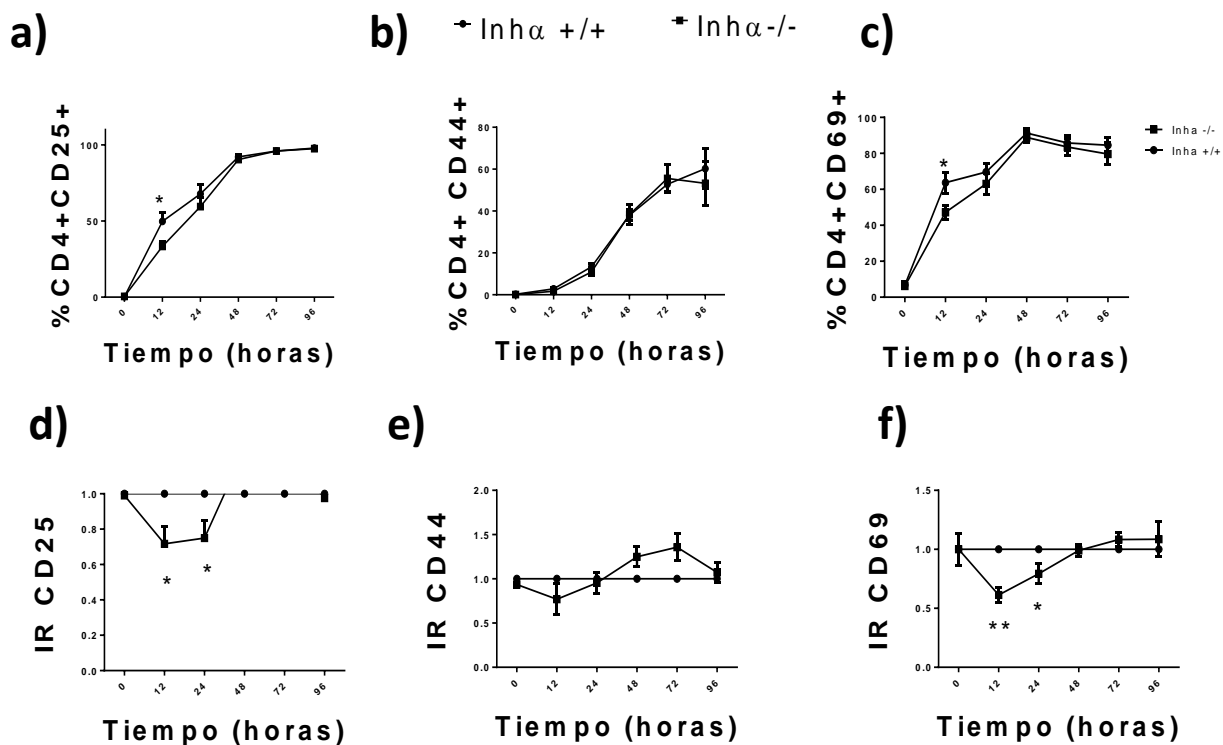 Inhα +/+ Inhα-/-
a)
b)
c)
%CD4+CD25+
100
50
0
0 12 24 48 72 96
*
Tiempo (horas)
%CD4+ CD44+
80
60
40
20
0
0 12 24 48 72 96
Tiempo (horas)
%CD4+CD69+
100
80
60
40
20
0
0 12 24 48 72 96
*
Tiempo (horas)
Inha -/-
Inha +/+
d)
e)
f)
IR CD25
1.0
0.8
0.6
0.4
0.2
0.0
0 12 24 48 72 96
* *
Tiempo (horas)
IR CD44
2.0
1.5
1.0
0.5
0.0
0 12 24 48 72 96
Tiempo (horas)
IR CD69
1.5
1.0
0.5
0.0
0 12 24 48 72 96
** *
Tiempo (horas)